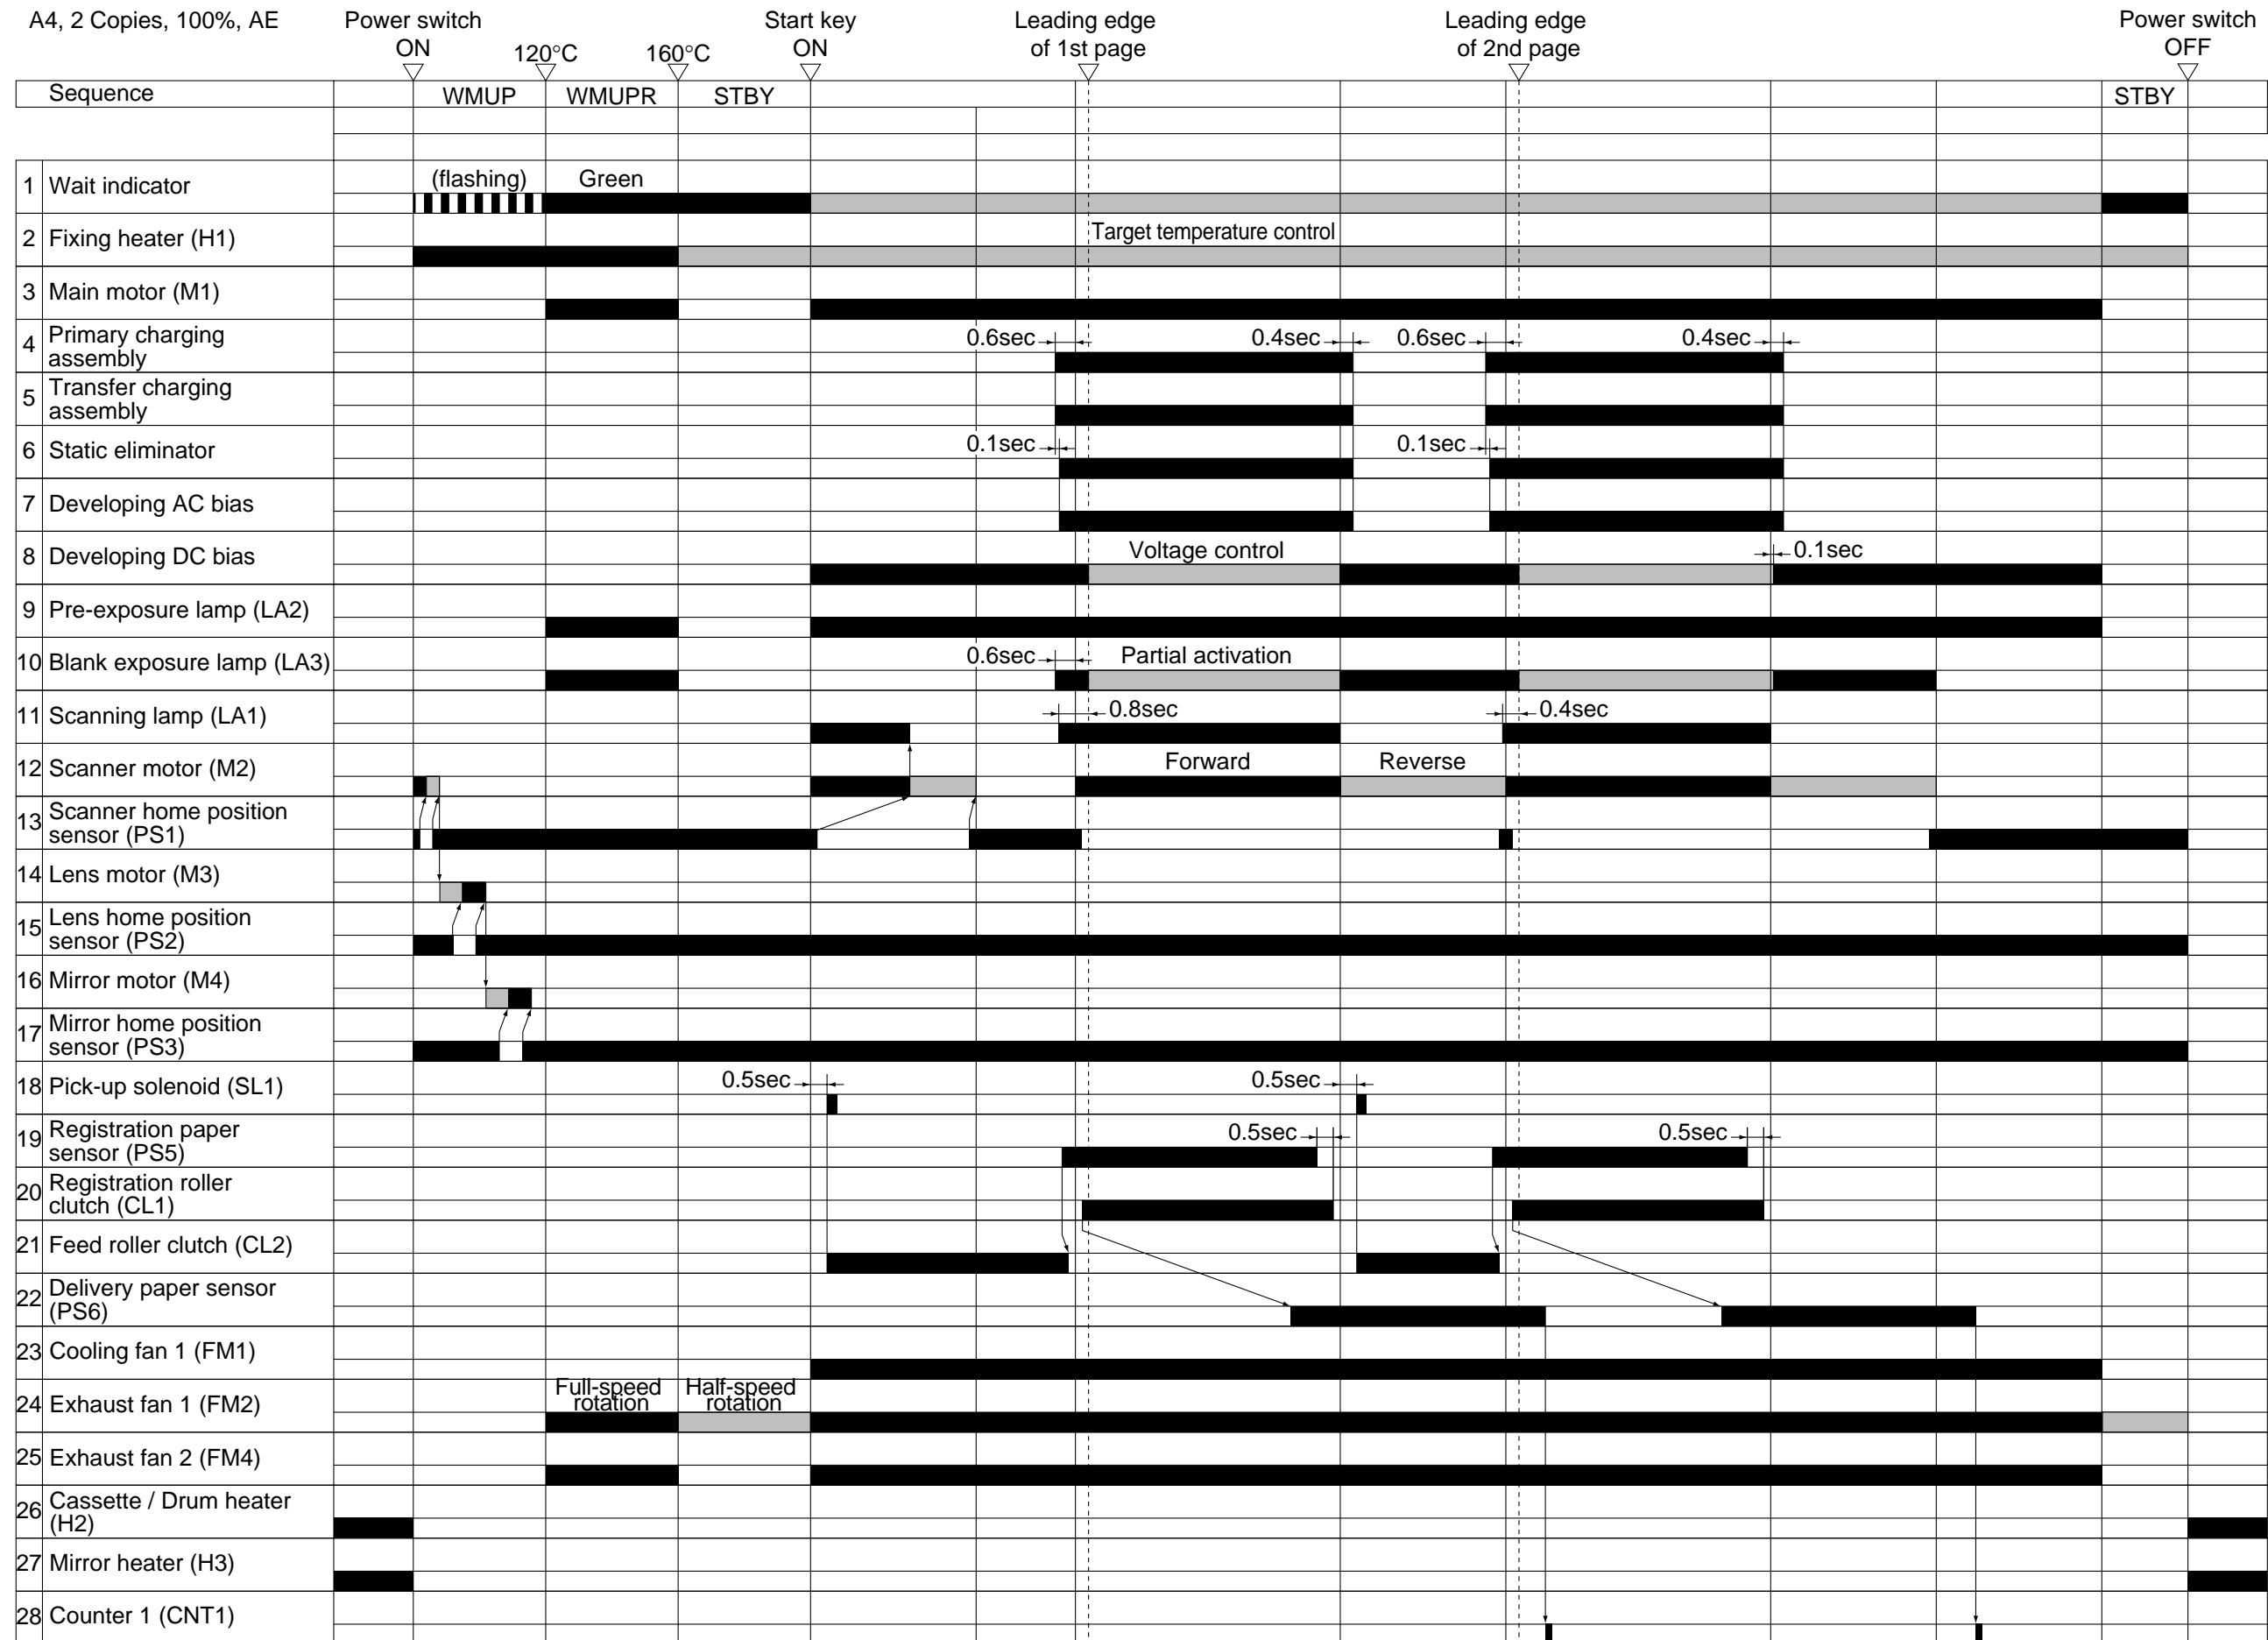 A4, 2 Copies, 100%, AE
Power switch
ON
120°C
160°C
Start key
ON
Leading edge
of 1st page
Leading edge
of 2nd page
Power switch
OFF
Sequence
WMUP
WMUPR
STBY
STBY
1 Wait indicator
(flashing)
Green
2 Fixing heater (H1)
Target temperature control
3 Main motor (M1)
4 Primary charging
assembly
0.6sec
0.4sec
0.6sec
0.4sec
5 Transfer charging
assembly
6 Static eliminator
0.1sec
0.1sec
7 Developing AC bias
8 Developing DC bias
Voltage control
0.1sec
9 Pre-exposure lamp (LA2)
10 Blank exposure lamp (LA3)
0.6sec
Partial activation
11 Scanning lamp (LA1)
0.8sec
0.4sec
12 Scanner motor (M2)
Forward
Reverse
13 Scanner home position
sensor (PS1)
14 Lens motor (M3)
15 Lens home position
sensor (PS2)
16 Mirror motor (M4)
17 Mirror home position
sensor (PS3)
18 Pick-up solenoid (SL1)
0.5sec
0.5sec
19 Registration paper
sensor (PS5)
0.5sec
0.5sec
20 Registration roller
clutch (CL1)
21 Feed roller clutch (CL2)
22 Delivery paper sensor
(PS6)
23 Cooling fan 1 (FM1)
24 Exhaust fan 1 (FM2)
Full-speed
rotation
Half-speed
rotation
25 Exhaust fan 2 (FM4)
26 Cassette / Drum heater
(H2)
27 Mirror heater (H3)
28 Counter 1 (CNT1)